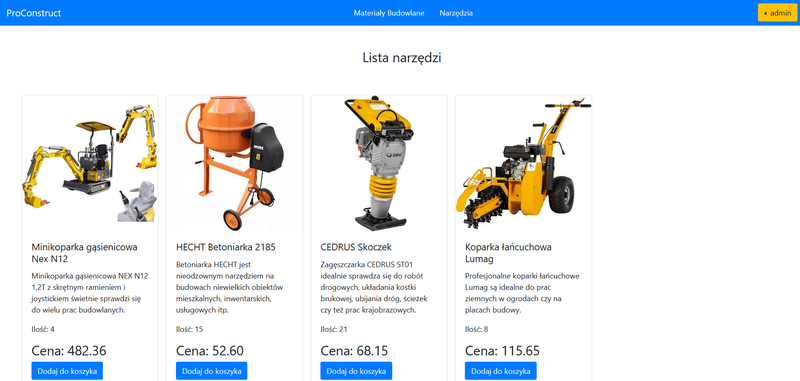 ProConstruct
Materiały Budowlane
Narzędzia
admin
Lista narzędzi
Minikoparka gąsienicowa
Nex N12
Minikoparka gąsienicowa NEX N12
1,2T z skrętnym ramieniem i
joystickiem świetnie sprawdzi się
do wielu prac budowlanych.
Ilość: 4
Cena: 482.36
Dodaj do koszyka
HECHT Betoniarka 2185
Betoniarka HECHT jest
nieodzownym narzędziem na
budowach niewielkich obiektów
mieszkalnych, inwentarskich,
usługowych itp.
Ilość: 15
Cena: 52.60
Dodaj do koszyka
CEDRUS Skoczek
Zagęszczarka CEDRUS ST01
idealnie sprawdza się do robót
drogowych, układania kostki
brukowej, ubijania dróg, ścieżek
czy też prac krajobrazowych.
Ilość: 21
Cena: 68.15
Dodaj do koszyka
Koparka łańcuchowa
Lumag
Profesjonalne koparki łańcuchowe
Lumag są idealne do prac
ziemnych w ogrodach czy na
placach budowy.
Ilość: 8
Cena: 115.65
Dodaj do koszyka